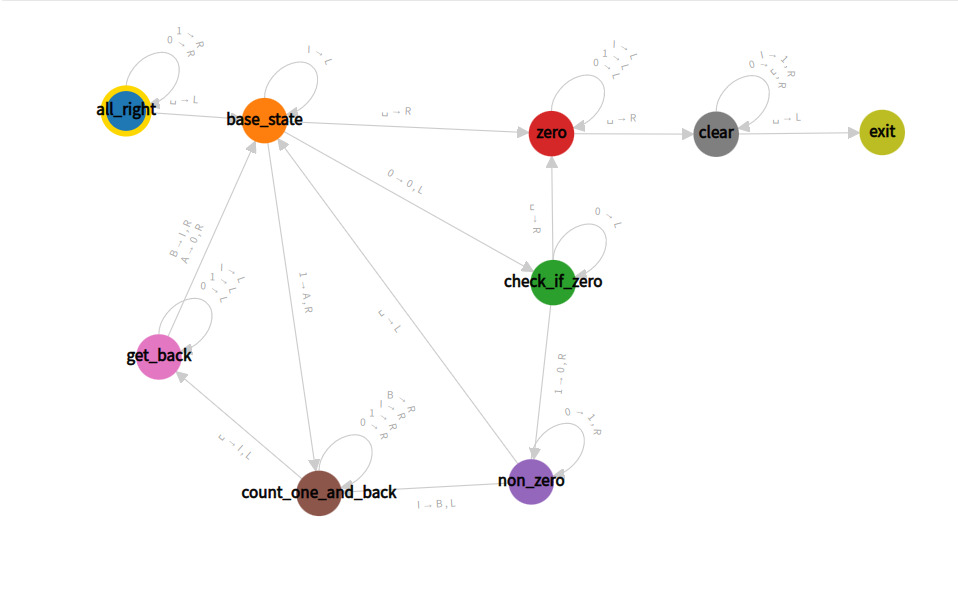 1→R
0→R
␣→L
all_right
I→L
base_state
␣→R
I→L
1→L
0→L
zero
␣→R
I→1,R
0→␣,R
clear
␣→L
exit
0→0,L
B→I,R
A→0,R
␣→R
0→L
check_if_zero
I→L
1→L
0→L
get_back
1→A,R
␣→L
1→0,R
B→R
I→R
1→R
0→R
␣→I,L
count_one_and_back
I→B,L
0→1,R
non_zero